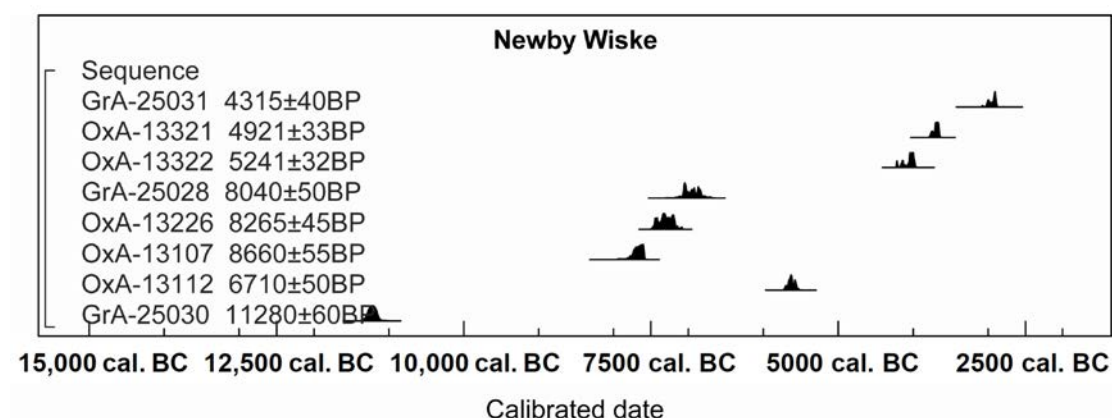 Newby Wiske
Sequence
GrA-25031 4315±40BP
OxA-13321 4921±33BP
OxA-13322 5241±32BP
GrA-25028 8040±50BP
OxA-13226 8265±45BP
OxA-13107 8660±55BP
OxA-13112 6710±50BP
GrA-25030 11280±60BP
15,000 cal. BC 12,500 cal. BC 10,000 cal. BC 7500 cal. BC 5000 cal. BC 2500 cal. BC
Calibrated date